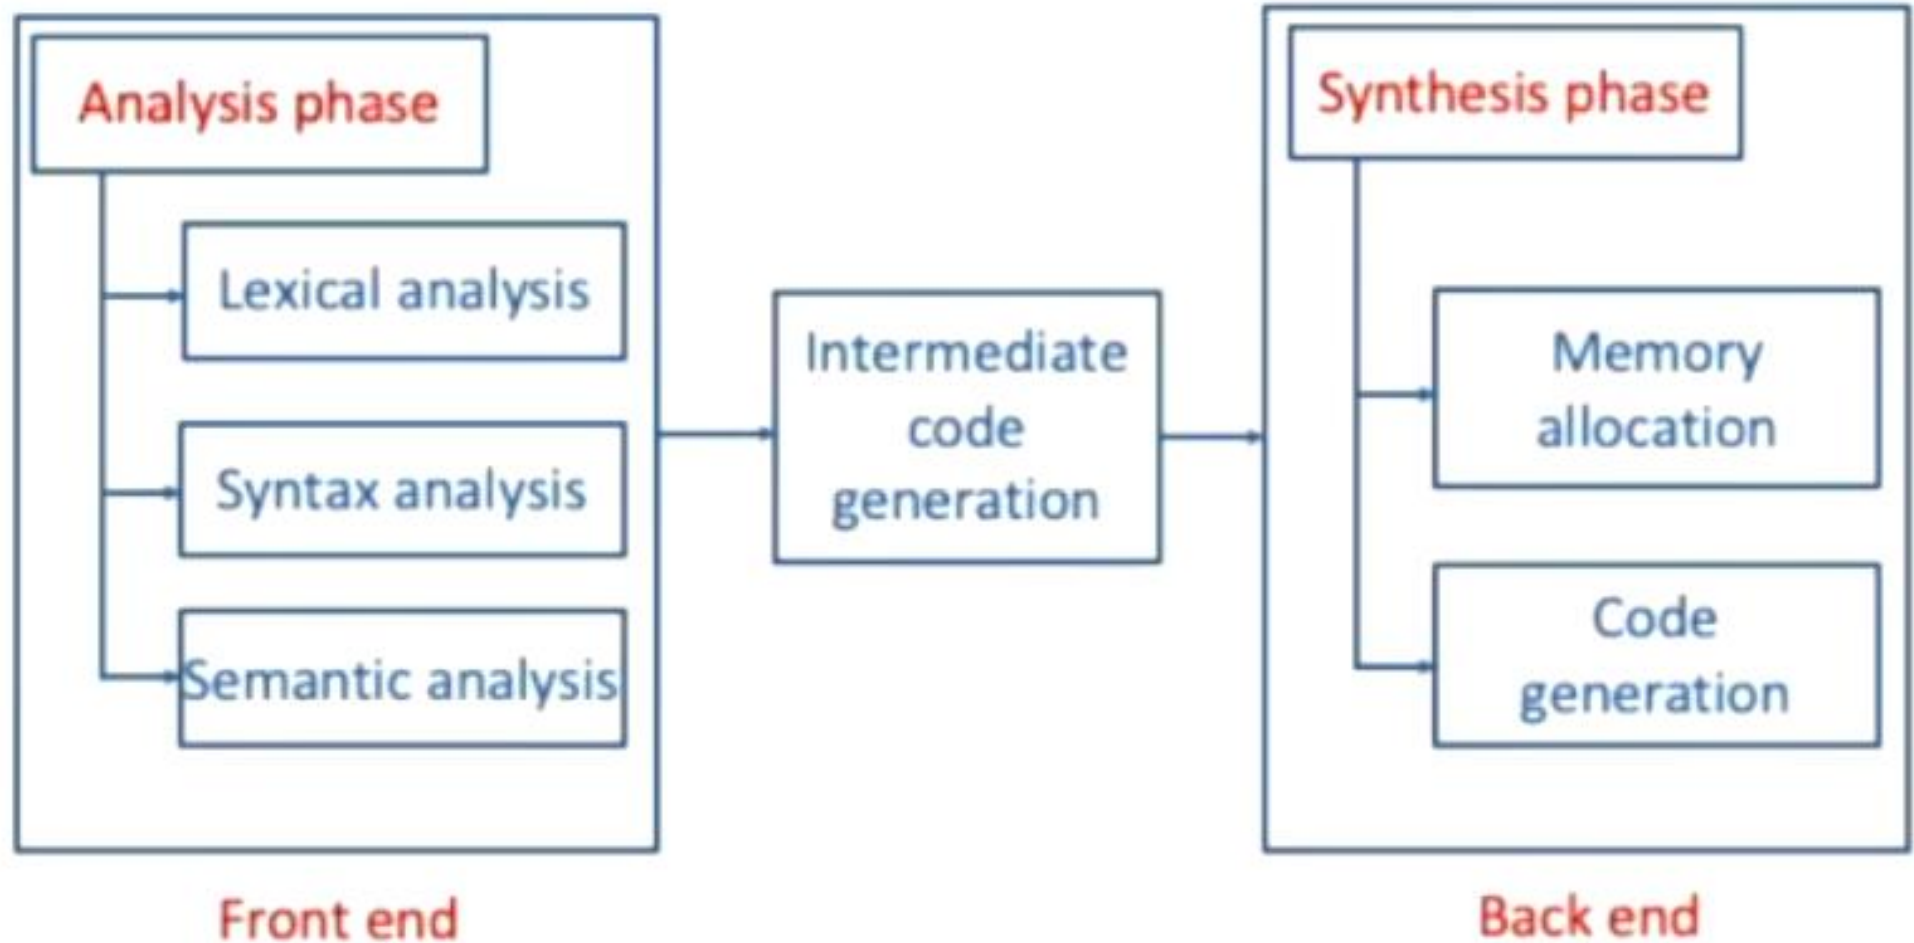 Analysis phase
Lexical analysis
Syntax analysis
Semantic analysis
Front end
Intermediate
code
generation
Synthesis phase
Memory
allocation
Code
generation
Back end